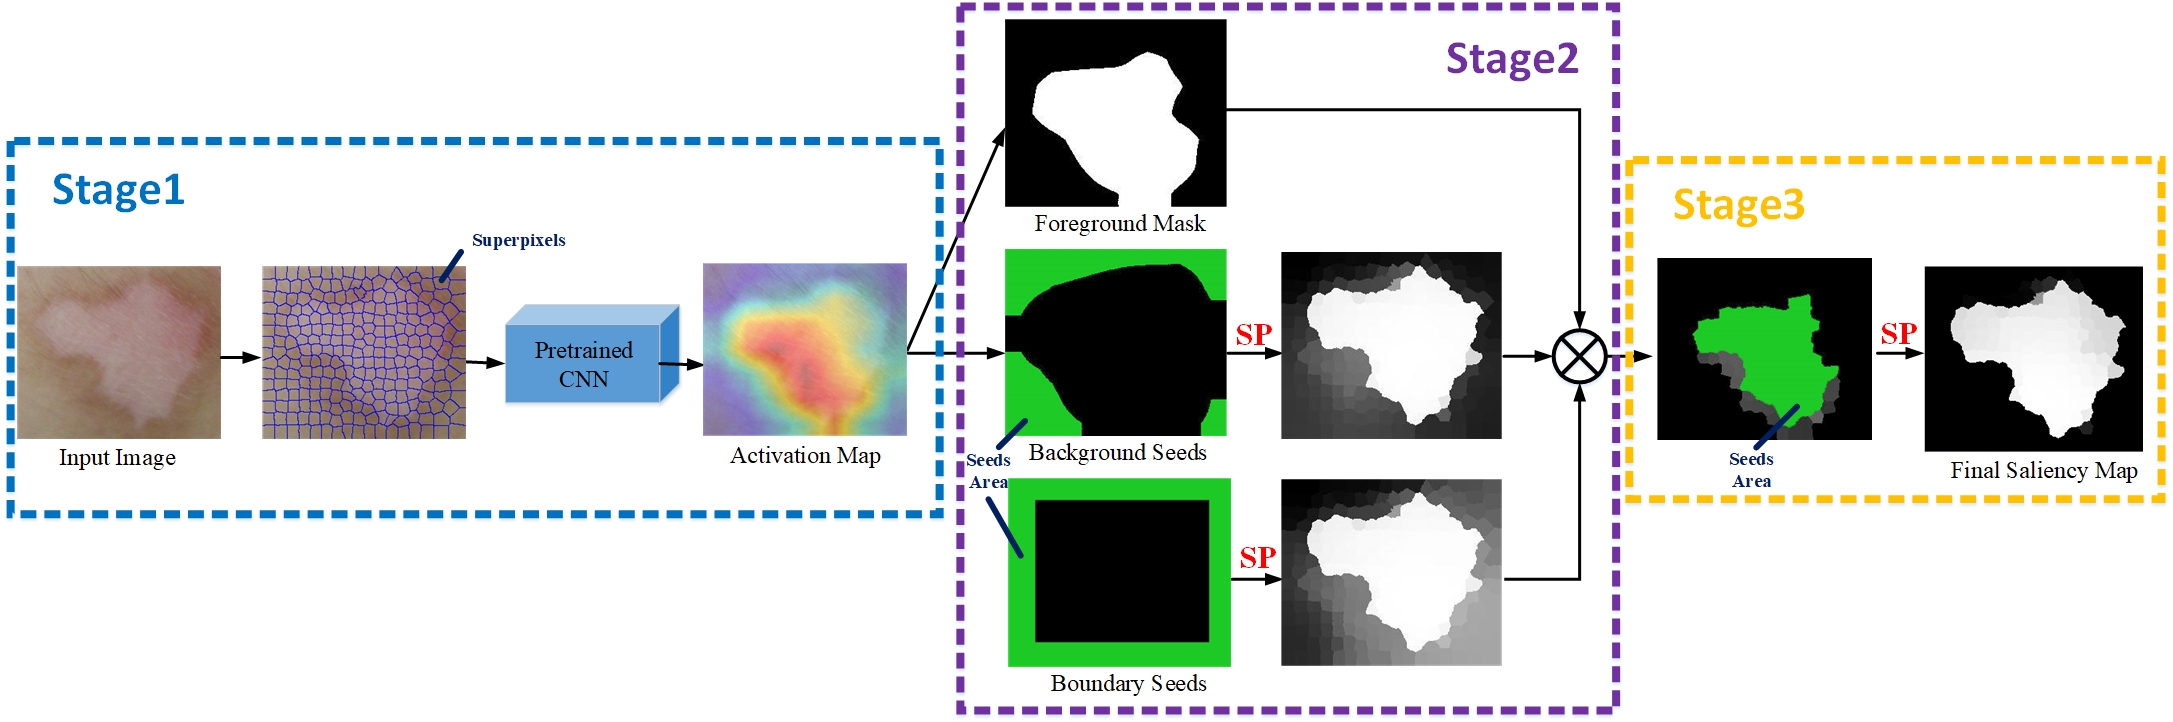 Stage1
Superpixels
Input Image
Pretrained
CNN
Activation Map
Stage2
Foreground Mask
Background Seeds
SP
Seeds
Area
SP
Boundary Seeds
Stage3
SP
Seeds
Area
Final Saliency Map